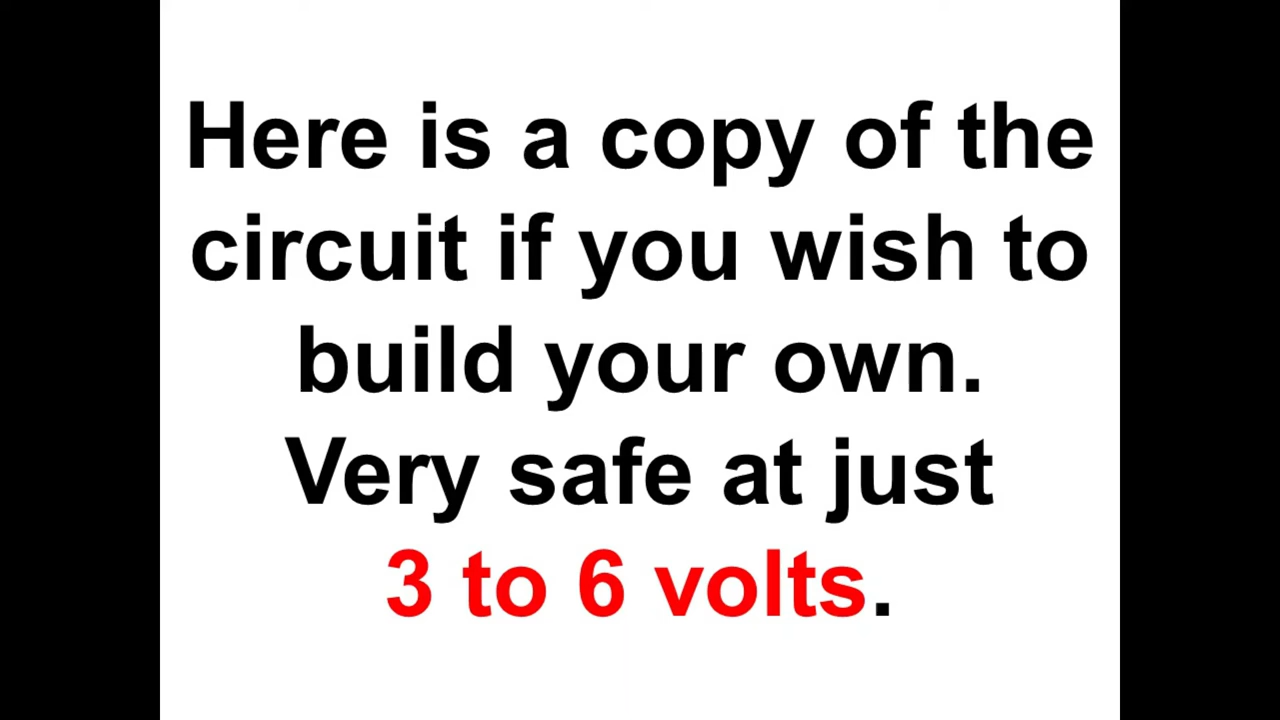 Here is a copy of the
circuit if you wish to
build your own.
Very safe at just
3 to 6 volts.